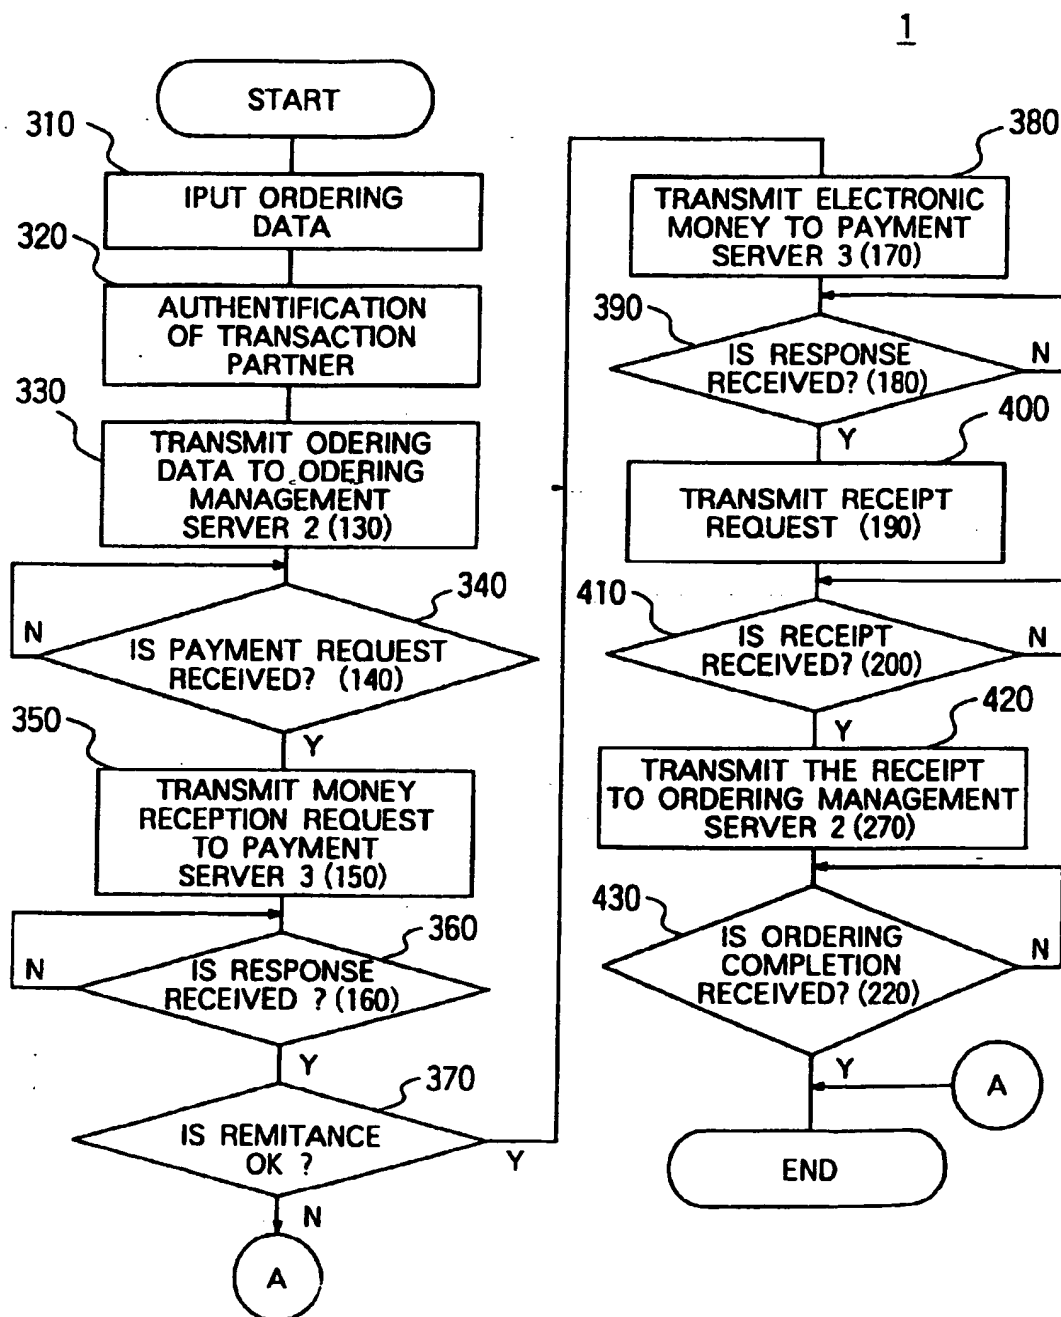 1
START
310
IPUT ORDERING
DATA
320
AUTHENTIFICATION
OF TRANSACTION
PARTNER
330
TRANSMIT ODERING
DATA TO ODERING
MANAGEMENT
SERVER 2 (130)
340
N
IS PAYMENT REQUEST
RECEIVED? (140)
Y
350
TRANSMIT MONEY
RECEPTION REQUEST
TO PAYMENT
SERVER 3 (150)
360
N
IS RESPONSE
RECEIVED ? (160)
Y
370
IS REMITANCE
OK ?
Y
N
A
380
TRANSMIT ELECTRONIC
MONEY TO PAYMENT
SERVER 3 (170)
390
IS RESPONSE
RECEIVED? (180)
N
Y
400
TRANSMIT RECEIPT
REQUEST (190)
410
IS RECEIPT
RECEIVED? (200)
N
Y
420
TRANSMIT THE RECEIPT
TO ORDERING MANAGEMENT
SERVER 2 (270)
430
IS ORDERING
COMPLETION
RECEIVED? (220)
N
Y
A
END